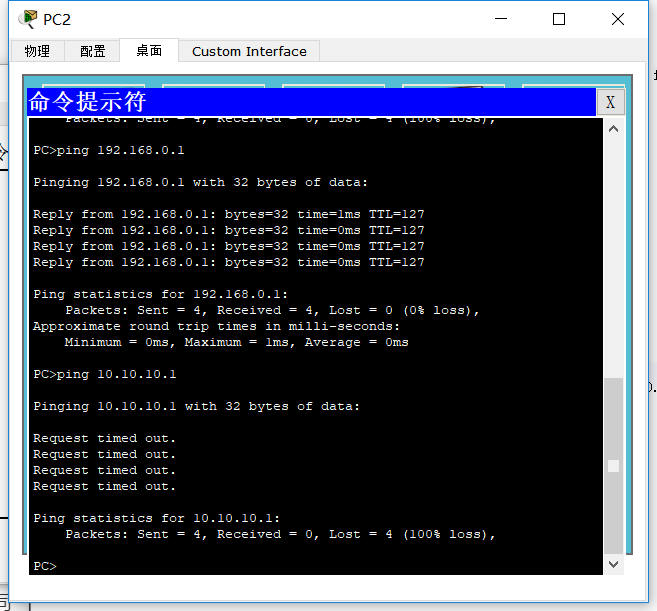 PC2
物理 配置 桌面 Custom Interface
命令提示符 X
Packets: Sent = 4, Received = 0, Lost = 4 (100% loss),
PC>ping 192.168.0.1
Pinging 192.168.0.1 with 32 bytes of data:
Reply from 192.168.0.1: bytes=32 time=1ms TTL=127
Reply from 192.168.0.1: bytes=32 time=0ms TTL=127
Reply from 192.168.0.1: bytes=32 time=0ms TTL=127
Reply from 192.168.0.1: bytes=32 time=0ms TTL=127
Ping statistics for 192.168.0.1:
Packets: Sent = 4, Received = 4, Lost = 0 (0% loss),
Approximate round trip times in milli-seconds:
Minimum = 0ms, Maximum = 1ms, Average = 0ms
PC>ping 10.10.10.1
Pinging 10.10.10.1 with 32 bytes of data:
Request timed out.
Request timed out.
Request timed out.
Request timed out.
Ping statistics for 10.10.10.1:
Packets: Sent = 4, Received = 0, Lost = 4 (100% loss),
PC>